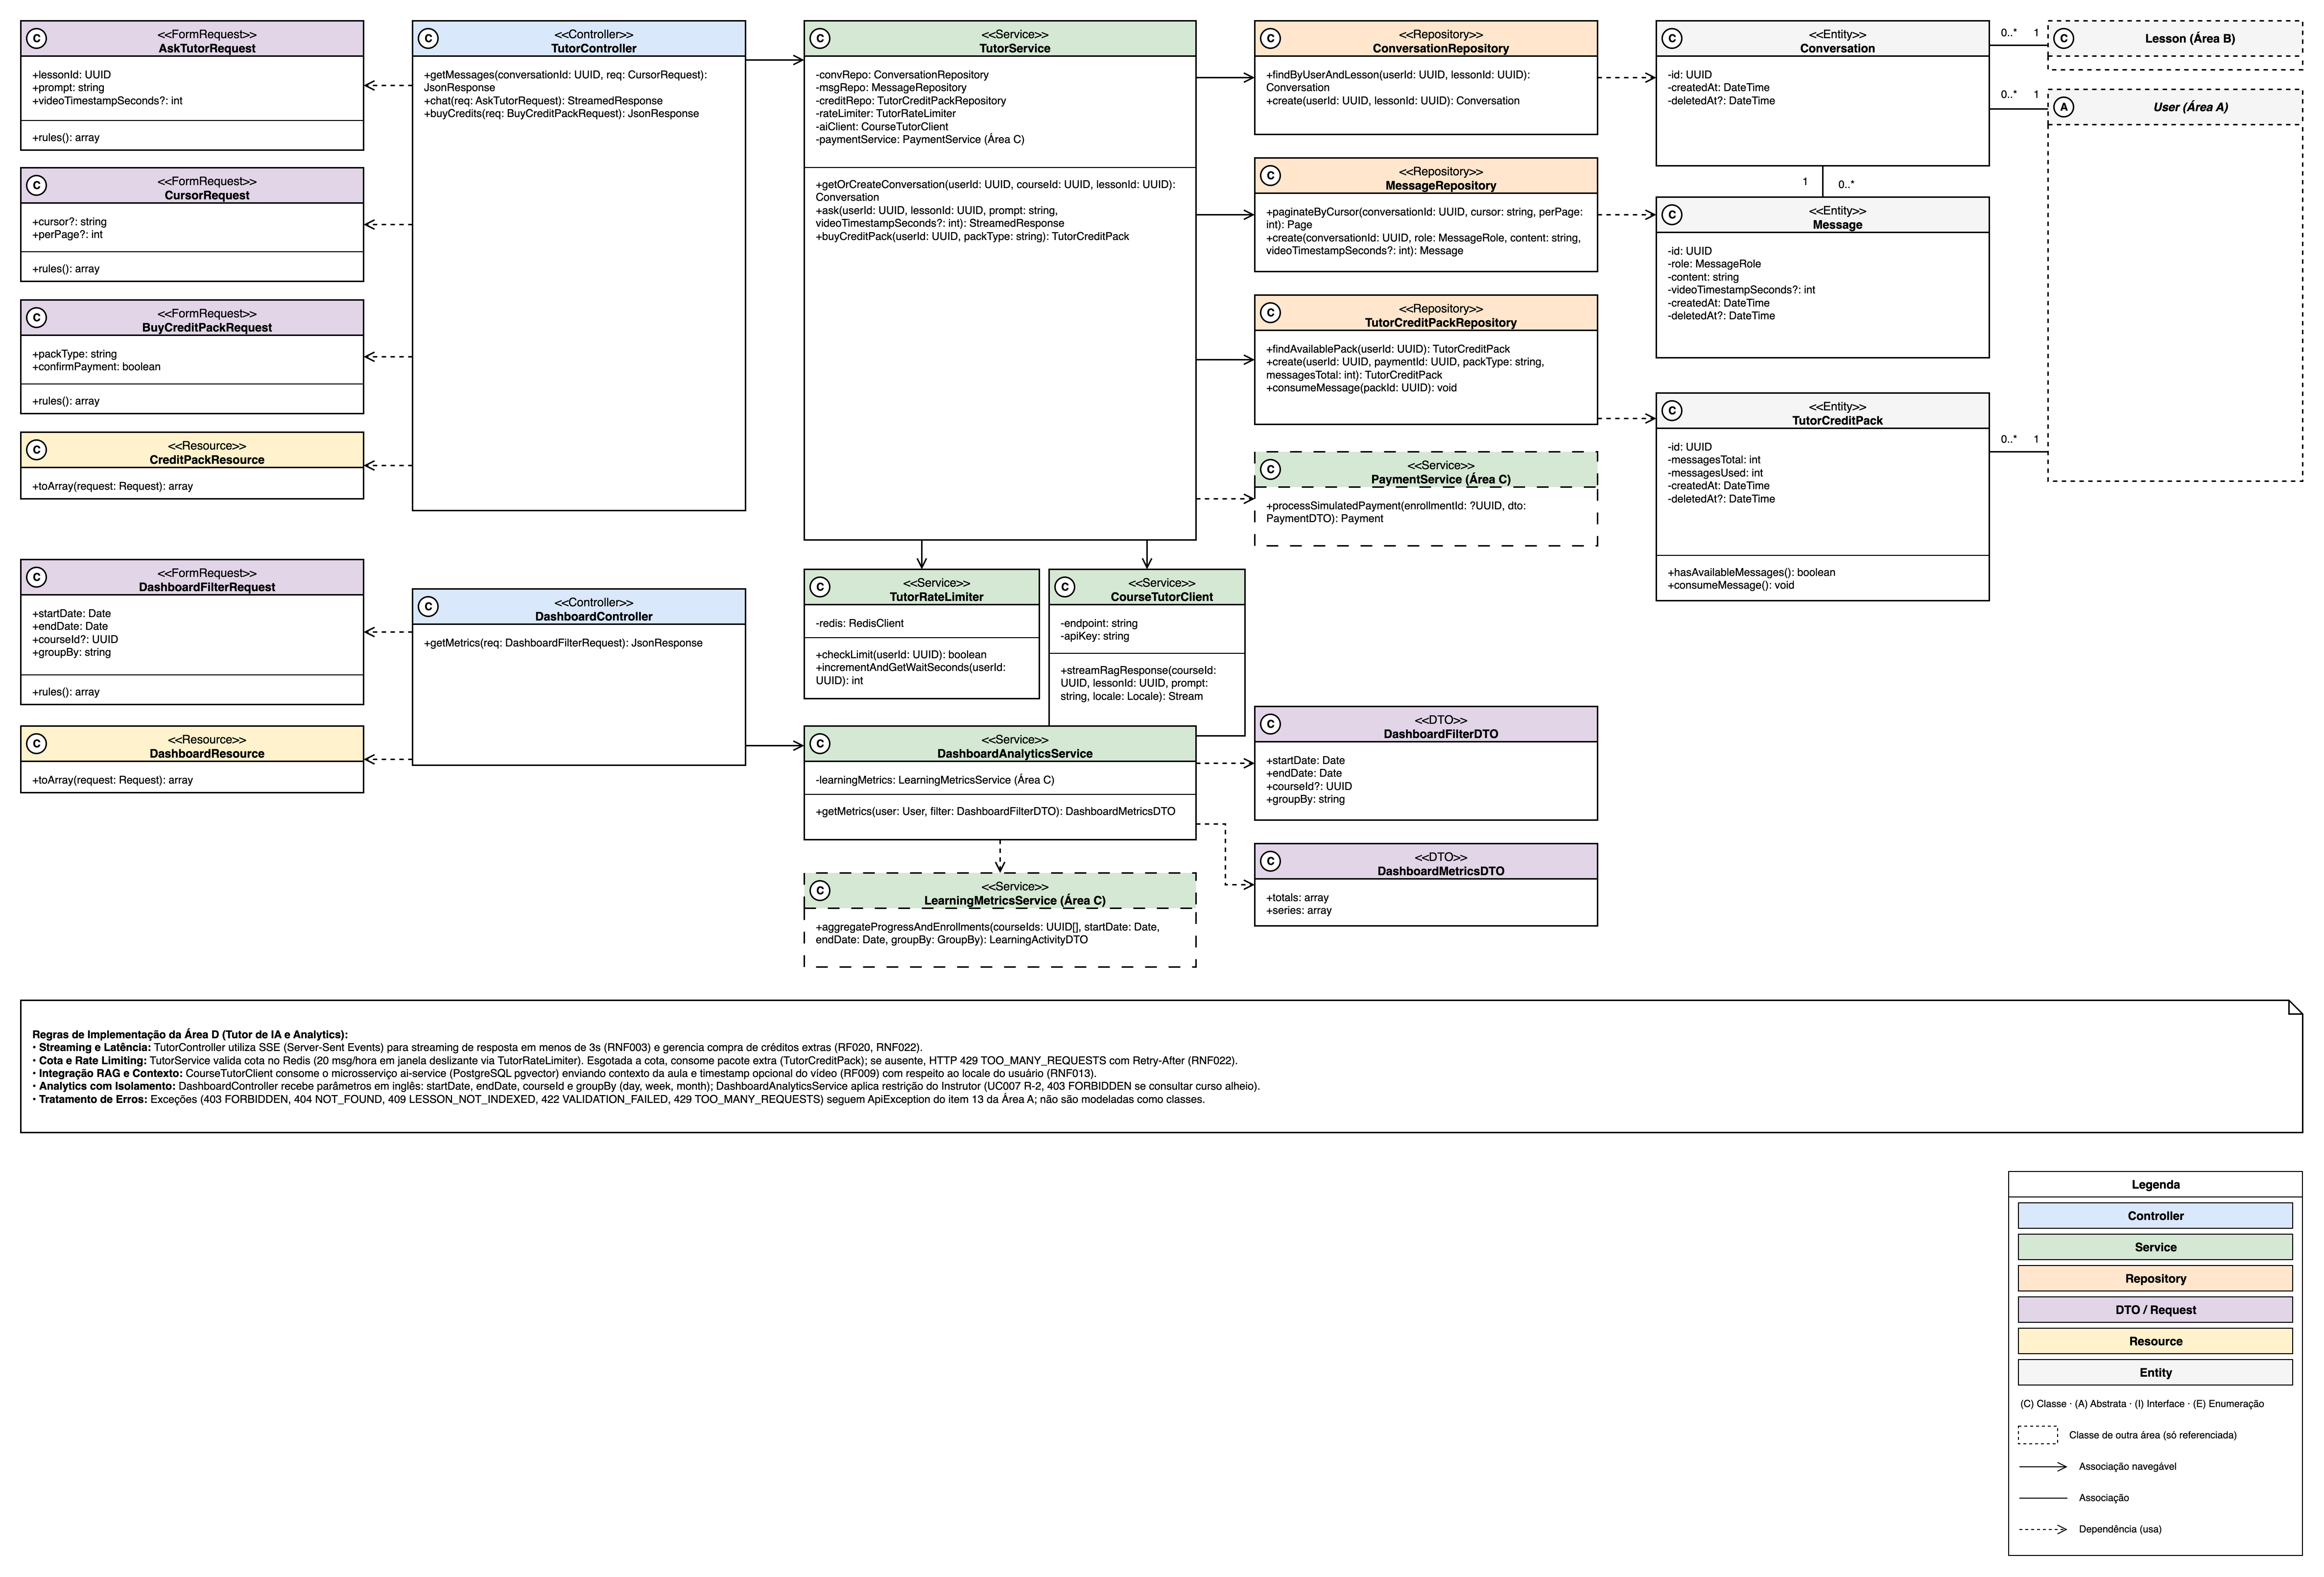 C
<<FormRequest>>
AskTutorRequest
+lessonId: UUID
+prompt: string
+videoTimestampSeconds?: int
+rules(): array
C
<<FormRequest>>
CursorRequest
+cursor?: string
+perPage?: int
+rules(): array
C
<<FormRequest>>
BuyCreditPackRequest
+packType: string
+confirmPayment: boolean
+rules(): array
C
<<Resource>>
CreditPackResource
+toArray(request: Request): array
C
<<FormRequest>>
DashboardFilterRequest
+startDate: Date
+endDate: Date
+courseId?: UUID
+groupBy: string
+rules(): array
C
<<Resource>>
DashboardResource
+toArray(request: Request): array
C
<<Controller>>
TutorController
+getMessages(conversationId: UUID, req: CursorRequest):
JsonResponse
+chat(req: AskTutorRequest): StreamedResponse
+buyCredits(req: BuyCreditPackRequest): JsonResponse
C
<<Controller>>
DashboardController
+getMetrics(req: DashboardFilterRequest): JsonResponse
C
<<Service>>
TutorService
-convRepo: ConversationRepository
-msgRepo: MessageRepository
-creditRepo: TutorCreditPackRepository
-rateLimiter: TutorRateLimiter
-aiClient: CourseTutorClient
-paymentService: PaymentService (Área C)
+getOrCreateConversation(userId: UUID, courseId: UUID, lessonId: UUID):
Conversation
+ask(userId: UUID, lessonId: UUID, prompt: string,
videoTimestampSeconds?: int): StreamedResponse
+buyCreditPack(userId: UUID, packType: string): TutorCreditPack
C
<<Service>>
TutorRateLimiter
-redis: RedisClient
+checkLimit(userId: UUID): boolean
+incrementAndGetWaitSeconds(userId:
UUID): int
C
<<Service>>
CourseTutorClient
-endpoint: string
-apiKey: string
+streamRagResponse(courseId:
UUID, lessonId: UUID, prompt:
string, locale: Locale): Stream
C
<<Service>>
DashboardAnalyticsService
-learningMetrics: LearningMetricsService (Área C)
+getMetrics(user: User, filter: DashboardFilterDTO): DashboardMetricsDTO
C
<<Service>>
LearningMetricsService (Área C)
+aggregateProgressAndEnrollments(courseIds: UUID[], startDate: Date,
endDate: Date, groupBy: GroupBy): LearningActivityDTO
C
<<Repository>>
ConversationRepository
+findByUserAndLesson(userId: UUID, lessonId: UUID):
Conversation
+create(userId: UUID, lessonId: UUID): Conversation
C
<<Repository>>
MessageRepository
+paginateByCursor(conversationId: UUID, cursor: string, perPage:
int): Page
+create(conversationId: UUID, role: MessageRole, content: string,
videoTimestampSeconds?: int): Message
C
<<Repository>>
TutorCreditPackRepository
+findAvailablePack(userId: UUID): TutorCreditPack
+create(userId: UUID, paymentId: UUID, packType: string,
messagesTotal: int): TutorCreditPack
+consumeMessage(packId: UUID): void
C
<<Service>>
PaymentService (Área C)
+processSimulatedPayment(enrollmentId: ?UUID, dto:
PaymentDTO): Payment
C
<<DTO>>
DashboardFilterDTO
+startDate: Date
+endDate: Date
+courseId?: UUID
+groupBy: string
C
<<DTO>>
DashboardMetricsDTO
+totals: array
+series: array
C
<<Entity>>
Conversation
-id: UUID
-createdAt: DateTime
-deletedAt?: DateTime
1
0..*
C
<<Entity>>
Message
-id: UUID
-role: MessageRole
-content: string
-videoTimestampSeconds?: int
-createdAt: DateTime
-deletedAt?: DateTime
C
<<Entity>>
TutorCreditPack
-id: UUID
-messagesTotal: int
-messagesUsed: int
-createdAt: DateTime
-deletedAt?: DateTime
+hasAvailableMessages(): boolean
+consumeMessage(): void
0..* 1
C
Lesson (Área B)
0..* 1
A
User (Área A)
0..* 1
Regras de Implementação da Área D (Tutor de IA e Analytics):
• Streaming e Latência: TutorController utiliza SSE (Server-Sent Events) para streaming de resposta em menos de 3s (RNF003) e gerencia compra de créditos extras (RF020, RNF022).
• Cota e Rate Limiting: TutorService valida cota no Redis (20 msg/hora em janela deslizante via TutorRateLimiter). Esgotada a cota, consome pacote extra (TutorCreditPack); se ausente, HTTP 429 TOO_MANY_REQUESTS com Retry-After (RNF022).
• Integração RAG e Contexto: CourseTutorClient consome o microsserviço ai-service (PostgreSQL pgvector) enviando contexto da aula e timestamp opcional do vídeo (RF009) com respeito ao locale do usuário (RNF013).
• Analytics com Isolamento: DashboardController recebe parâmetros em inglês: startDate, endDate, courseId e groupBy (day, week, month); DashboardAnalyticsService aplica restrição do Instrutor (UC007 R-2, 403 FORBIDDEN se consultar curso alheio).
• Tratamento de Erros: Exceções (403 FORBIDDEN, 404 NOT_FOUND, 409 LESSON_NOT_INDEXED, 422 VALIDATION_FAILED, 429 TOO_MANY_REQUESTS) seguem ApiException do item 13 da Área A; não são modeladas como classes.
Legenda
Controller
Service
Repository
DTO / Request
Resource
Entity
(C) Classe · (A) Abstrata · (I) Interface · (E) Enumeração
Classe de outra área (só referenciada)
Associação navegável
Associação
Dependência (usa)